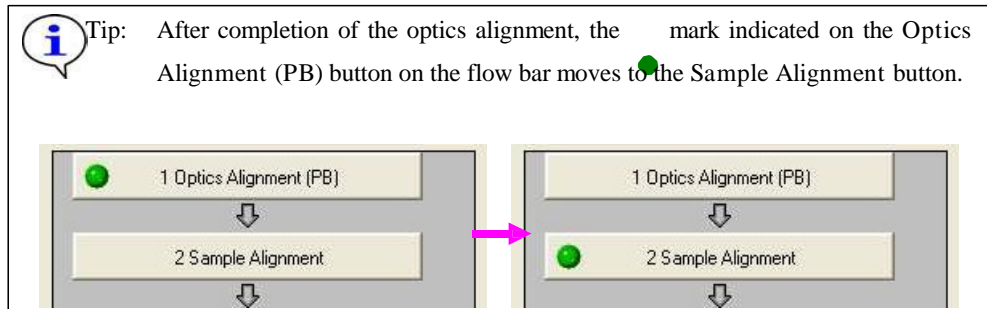 Tip: After completion of the optics alignment, the mark indicated on the Optics
Alignment (PB) button on the flow bar moves to the Sample Alignment button.
1 Optics Alignment (PB)
2 Sample Alignment
1 Optics Alignment (PB)
2 Sample Alignment